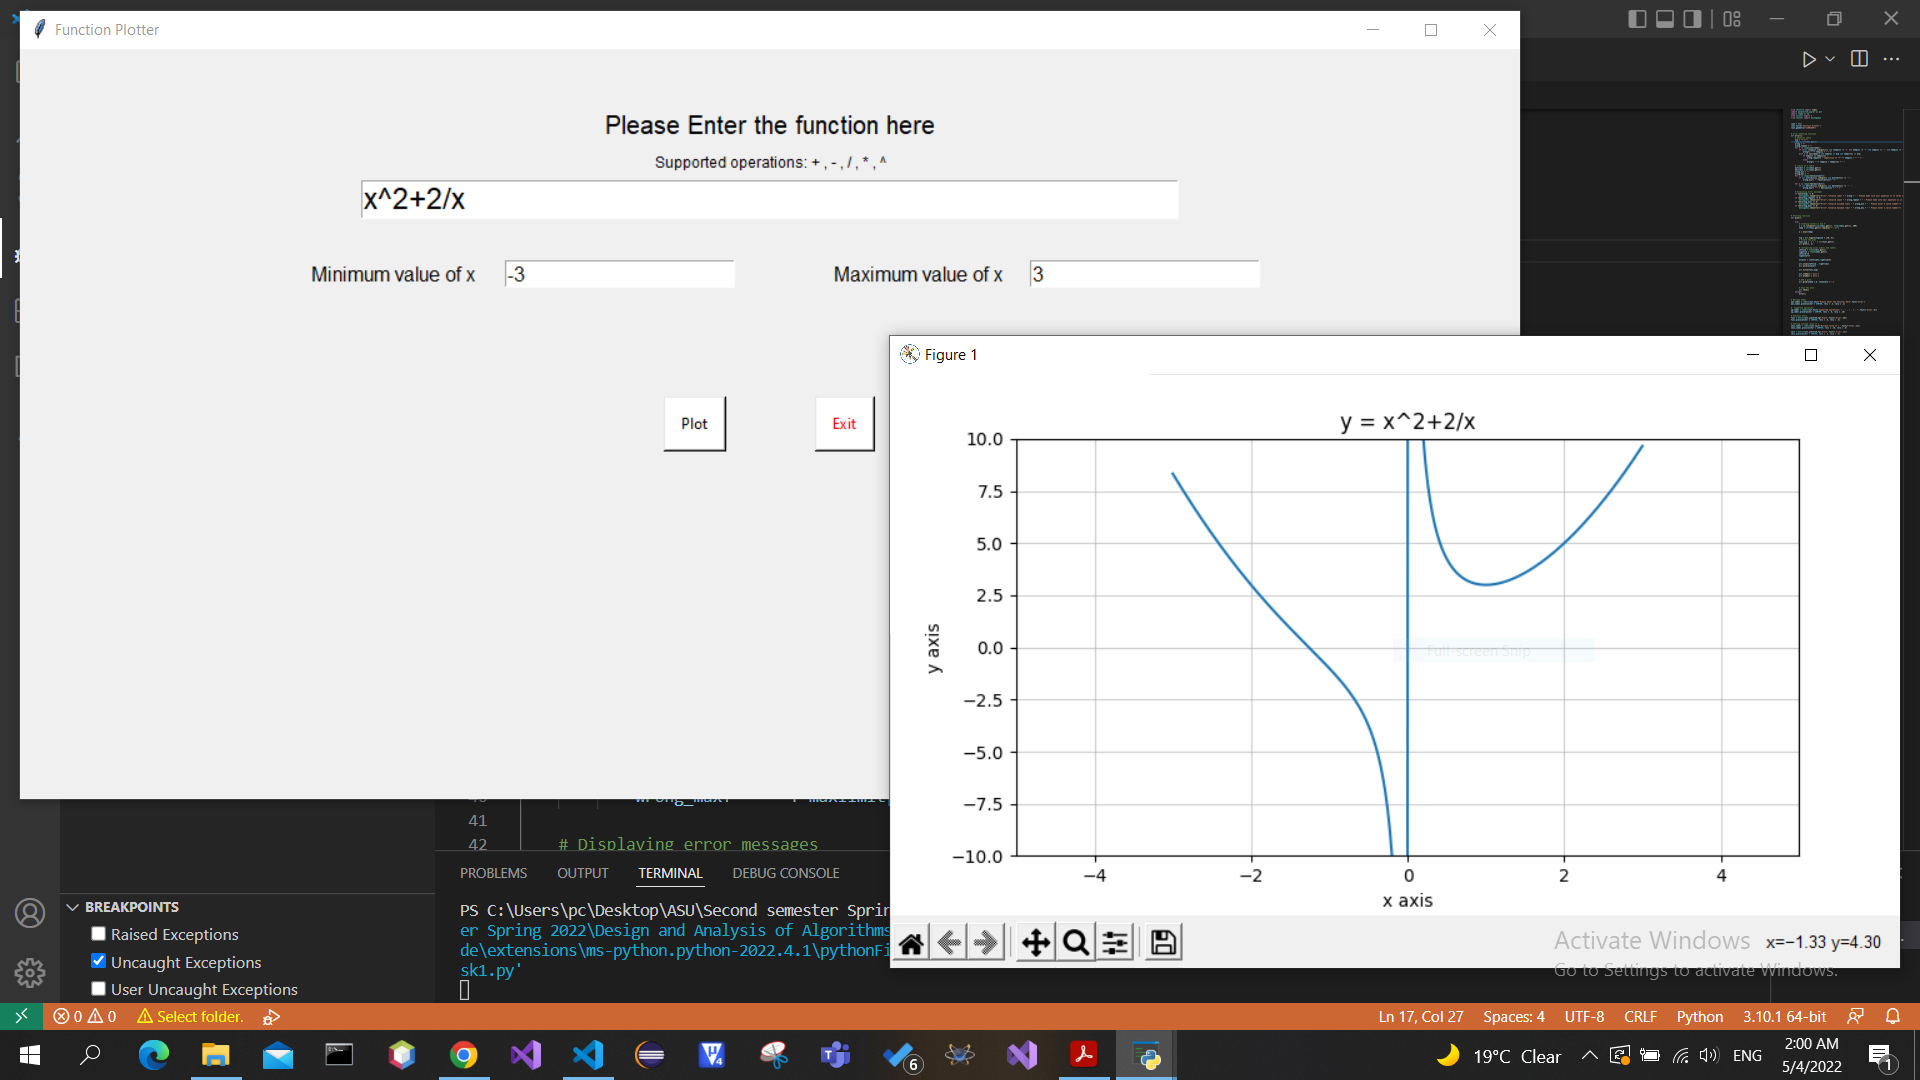 Function Plotter
Please Enter the function here
Supported operations: + , - , / , * , ^
x^2+2/x
Minimum value of x
-3
Maximum value of x
3
Plot
Exit
Figure 1
y = x^2+2/x
10.0
7.5
5.0
2.5
0.0
−2.5
−5.0
−7.5
−10.0
y axis
−4
−2
0
2
4
x axis
Full-screen Snip
Activate Windows
Go to Settings to activate Windows.
x=−1.33 y=4.30
41
42
# Displaying error messages
PROBLEMS
OUTPUT
TERMINAL
DEBUG CONSOLE
PS C:\Users\pc\Desktop\ASU\Second semester Sprin
er Spring 2022\Design and Analysis of Algorithms
de\extensions\ms-python.python-2022.4.1\pythonFi
sk1.py'
BREAKPOINTS
Raised Exceptions
Uncaught Exceptions
User Uncaught Exceptions
0 0
Select folder.
Ln 17, Col 27
Spaces: 4
UTF-8
CRLF
Python
3.10.1 64-bit
6
19°C Clear
ENG
2:00 AM
5/4/2022
1